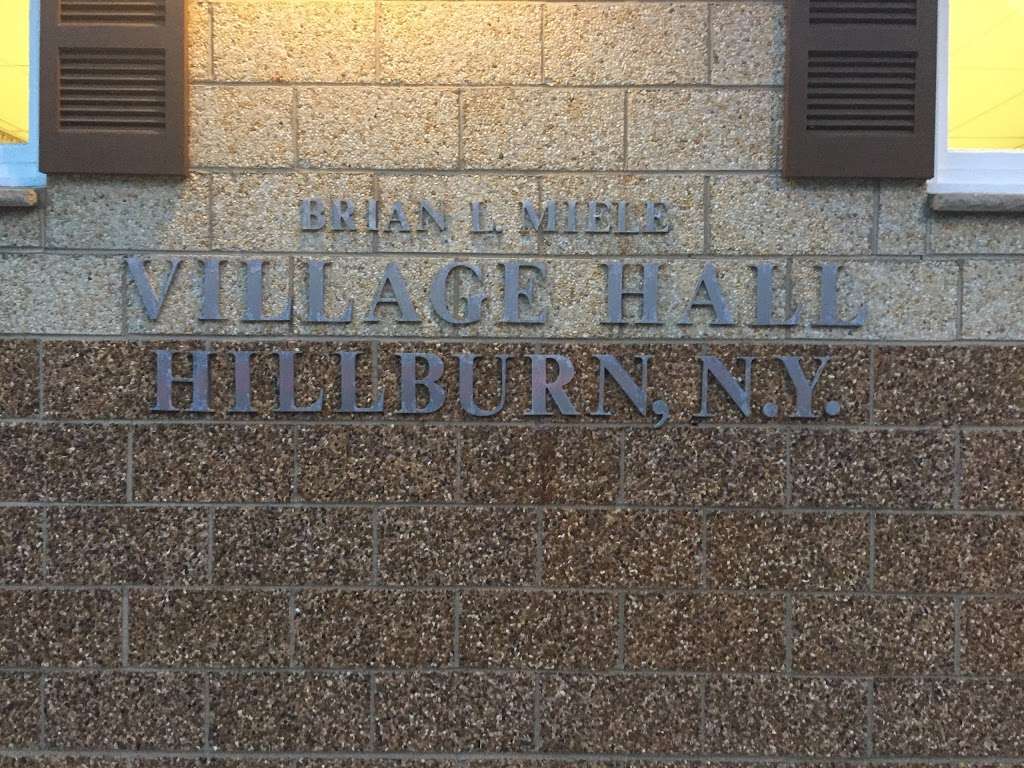 BRIAN L. MIELE
VILLAGE HALL
HILLBURN, N.Y.